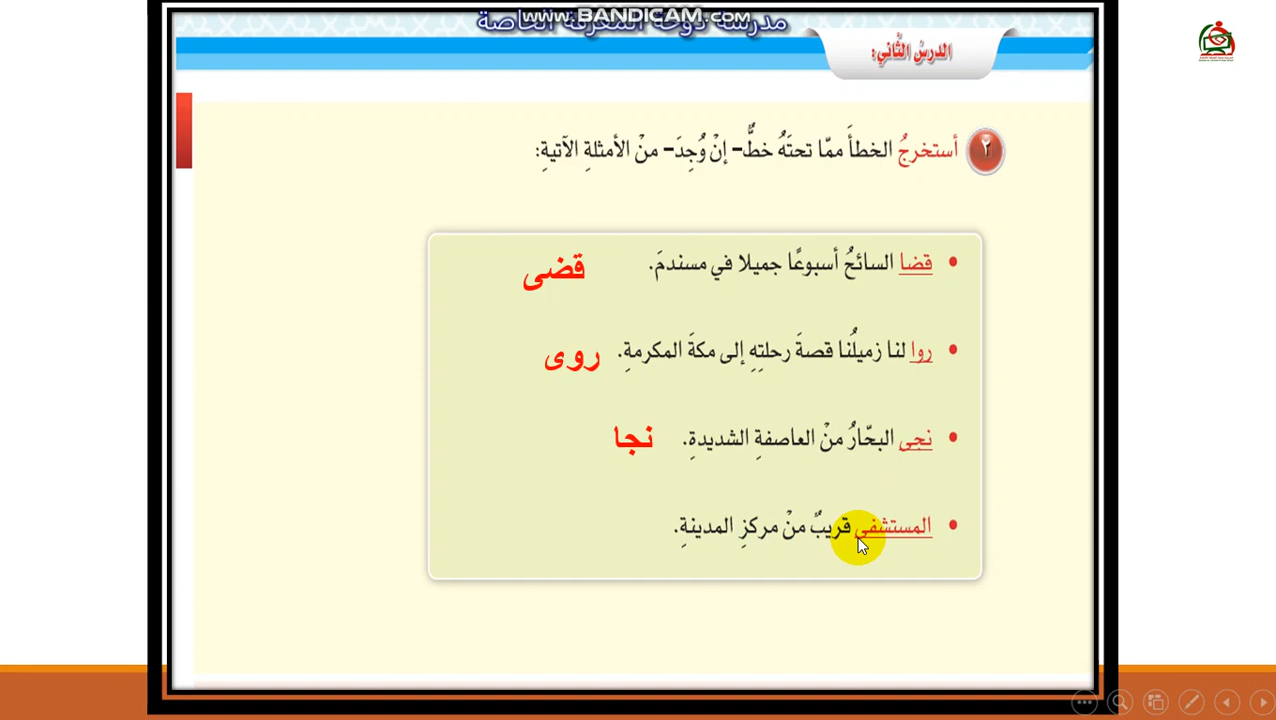 www.BANDICAM.com
مدرسة دوحة المعرفة الخاصة
الدرسُ الثَّاني:
٢ أستخرجُ الخطأَ ممّا تحتَهُ خطٌّ– إنْ وُجِدَ– منْ الأمثلةِ الآتيةِ:
• قضا السائحُ أسبوعًا جميلا في مسندمَ. قضى
• روا لنا زميلُنا قصةَ رحلتِهِ إلى مكةَ المكرمةِ. روى
• نجى البحّارُ منْ العاصفةِ الشديدةِ. نجا
• المستشفى قريبٌ منْ مركزِ المدينةِ.